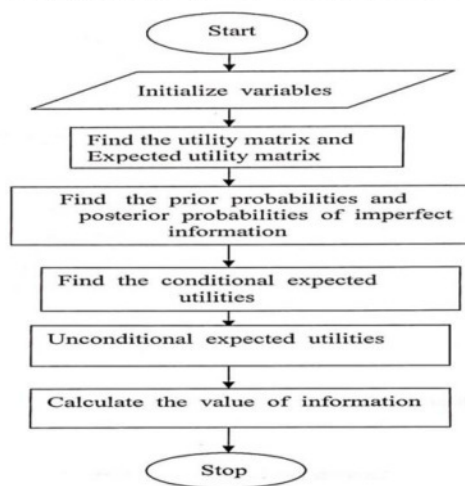 Start
Initialize variables
Find the utility matrix and
Expected utility matrix
Find the prior probabilities and
posterior probabilities of imperfect
information
Find the conditional expected
utilities
Unconditional expected utilities
Calculate the value of information
Stop